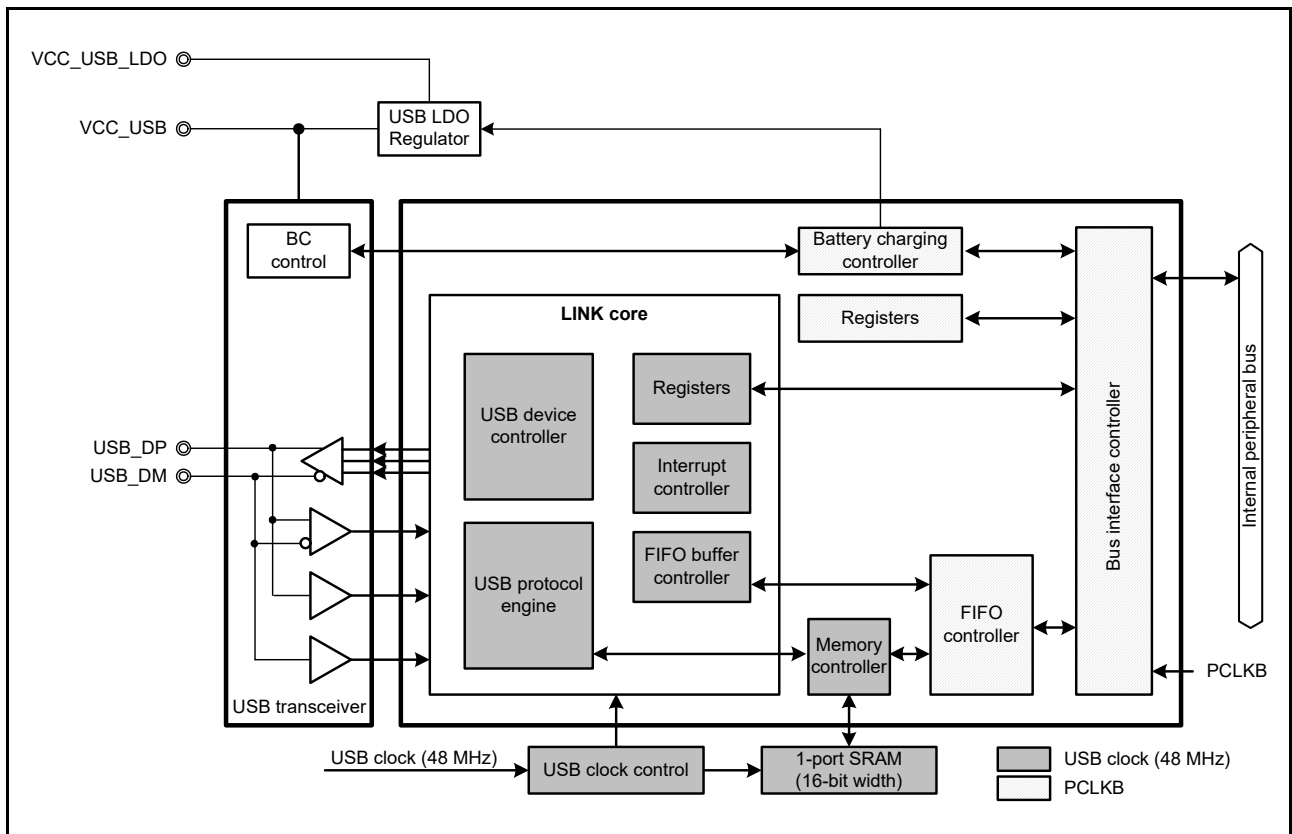 VCC_USB_LDO
VCC_USB
USB LDO
Regulator
BC
control
Battery charging
controller
LINK core
Registers
USB device
controller
Registers
Interrupt
controller
FIFO buffer
controller
USB protocol
engine
USB_DP
USB_DM
Memory
controller
FIFO
controller
Bus interface controller
Internal peripheral bus
PCLKB
USB transceiver
USB clock (48 MHz)
USB clock control
1-port SRAM
(16-bit width)
USB clock (48 MHz)
PCLKB